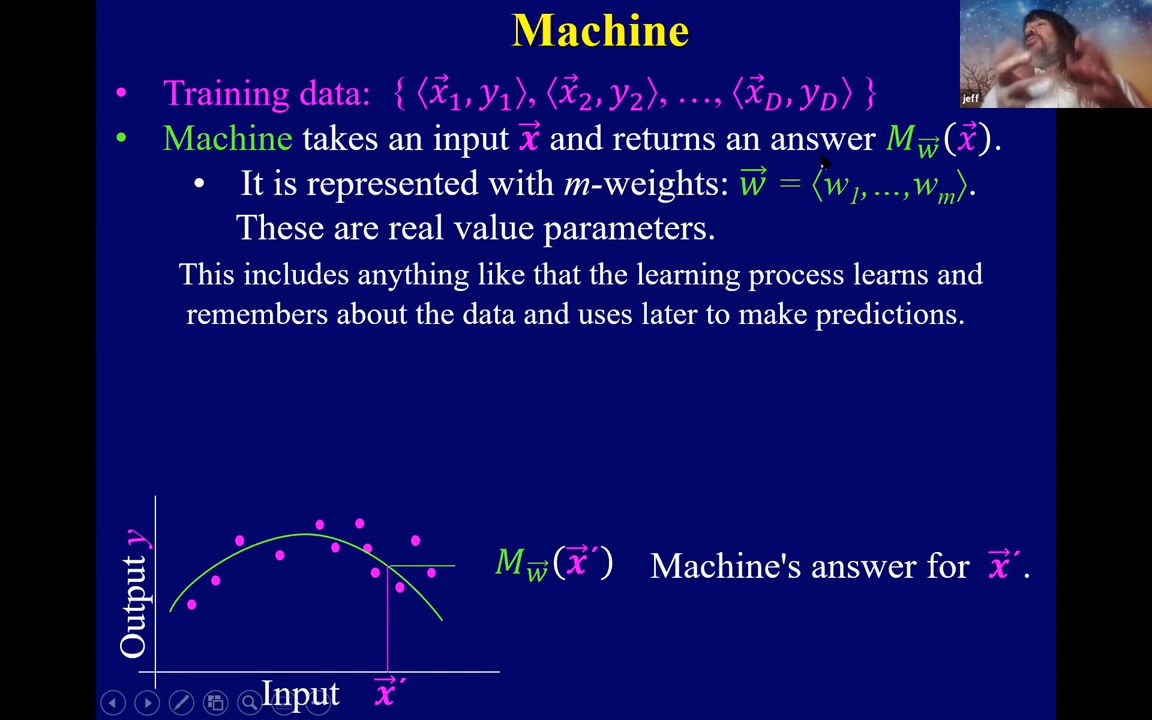 Machine
jeff
• Training data: { ⟨x⃗₁, y₁⟩, ⟨x⃗₂, y₂⟩, …, ⟨x⃗_D, y_D⟩ }
• Machine takes an input x⃗ and returns an answer M_w⃗(x⃗).
• It is represented with m-weights: w⃗ = ⟨w₁,…,wₘ⟩.
These are real value parameters.
This includes anything like that the learning process learns and
remembers about the data and uses later to make predictions.
Output y
M_w⃗(x⃗´) Machine's answer for x⃗´.
Input x⃗´